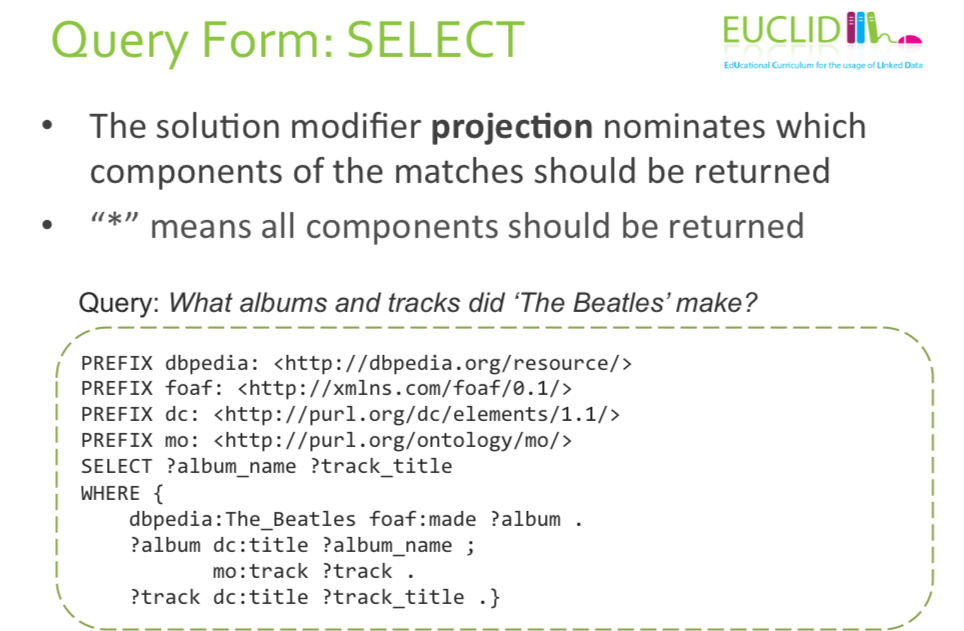 Query Form: SELECT
EUCLID
EdUcational Curriculum for the usage of LInked Data
• The solution modifier projection nominates which
components of the matches should be returned
• “*” means all components should be returned
Query: What albums and tracks did ‘The Beatles’ make?
PREFIX dbpedia: <http://dbpedia.org/resource/>
PREFIX foaf: <http://xmlns.com/foaf/0.1/>
PREFIX dc: <http://purl.org/dc/elements/1.1/>
PREFIX mo: <http://purl.org/ontology/mo/>
SELECT ?album_name ?track_title
WHERE {
dbpedia:The_Beatles foaf:made ?album .
?album dc:title ?album_name ;
mo:track ?track .
?track dc:title ?track_title .}